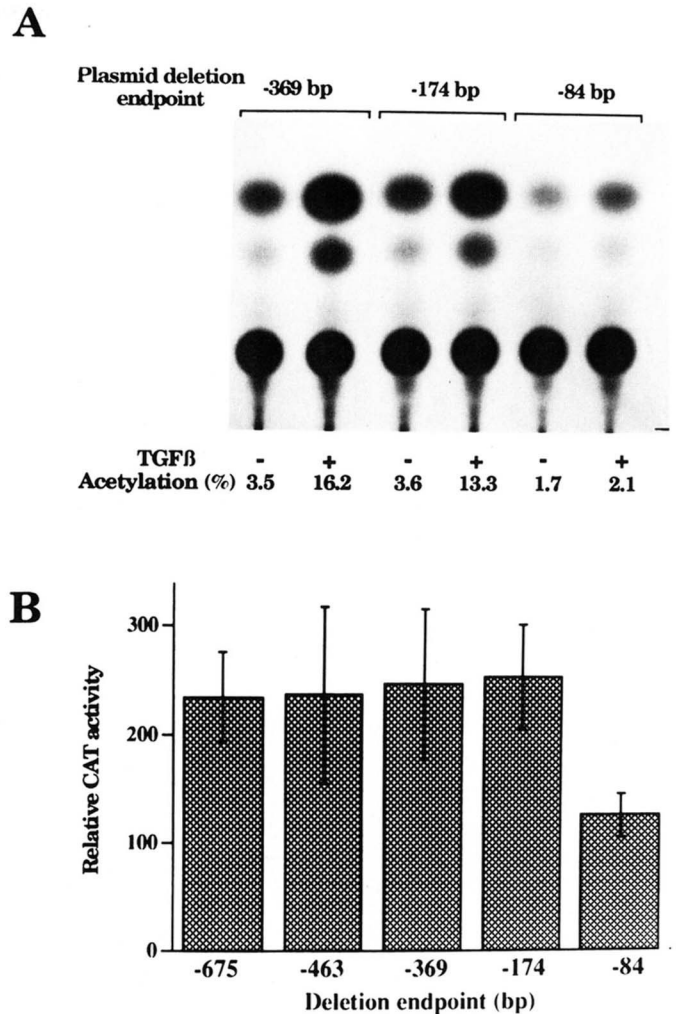 A
Plasmid deletion endpoint
-369 bp
-174 bp
-84 bp
TGFß - + - + - +
Acetylation (%) 3.5 16.2 3.6 13.3 1.7 2.1
B
Relative CAT activity
300
200
100
0
-675 -463 -369 -174 -84
Deletion endpoint (bp)